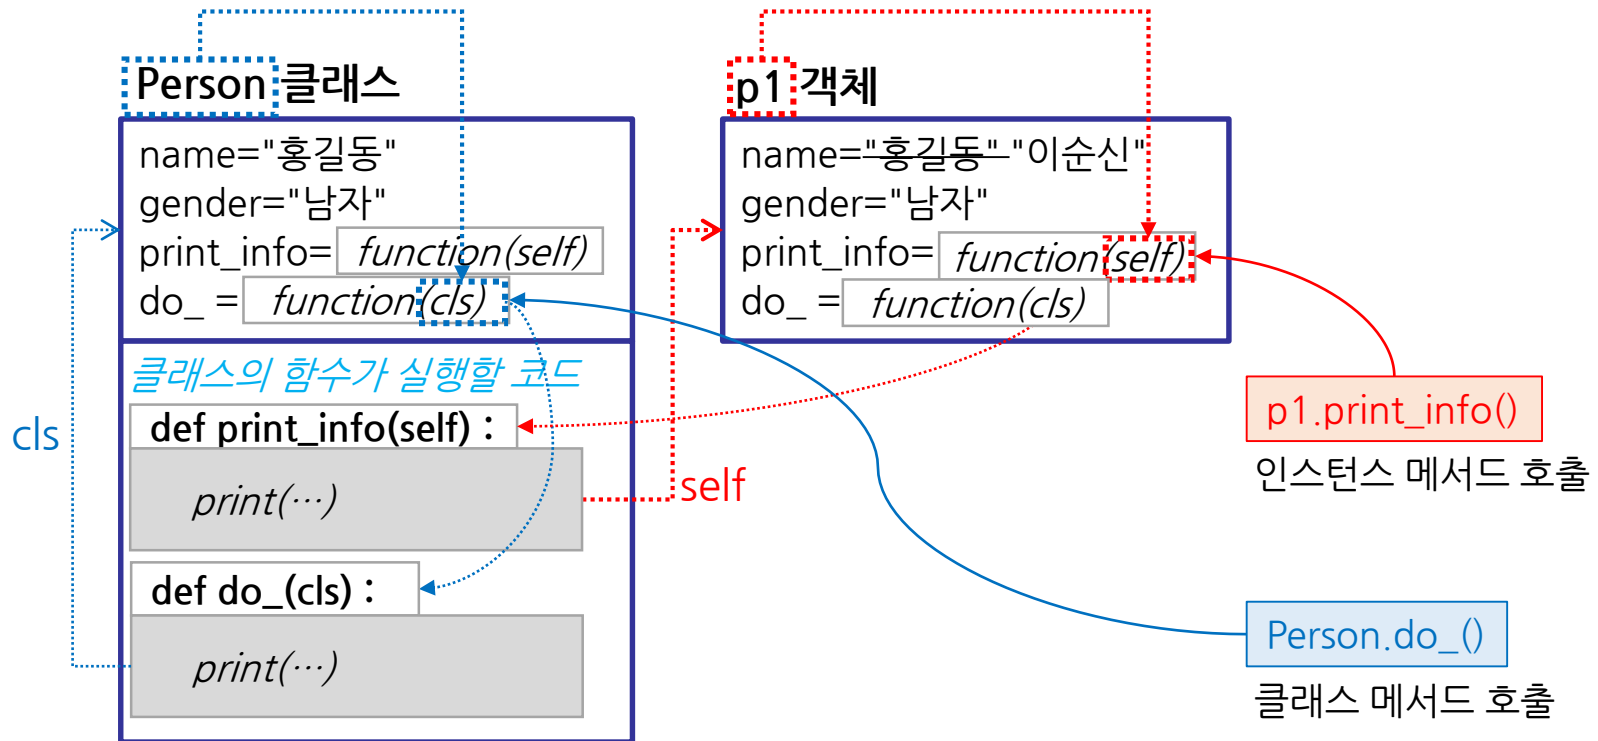 Person 클래스
name="홍길동"
gender="남자"
print_info= function(self)
do_ = function(cls)
클래스의 함수가 실행할 코드
def print_info(self) :
print(…)
def do_(cls) :
print(…)
cls
self
p1 객체
name="홍길동" "이순신"
gender="남자"
print_info= function(self)
do_ = function(cls)
p1.print_info()
인스턴스 메서드 호출
Person.do_()
클래스 메서드 호출